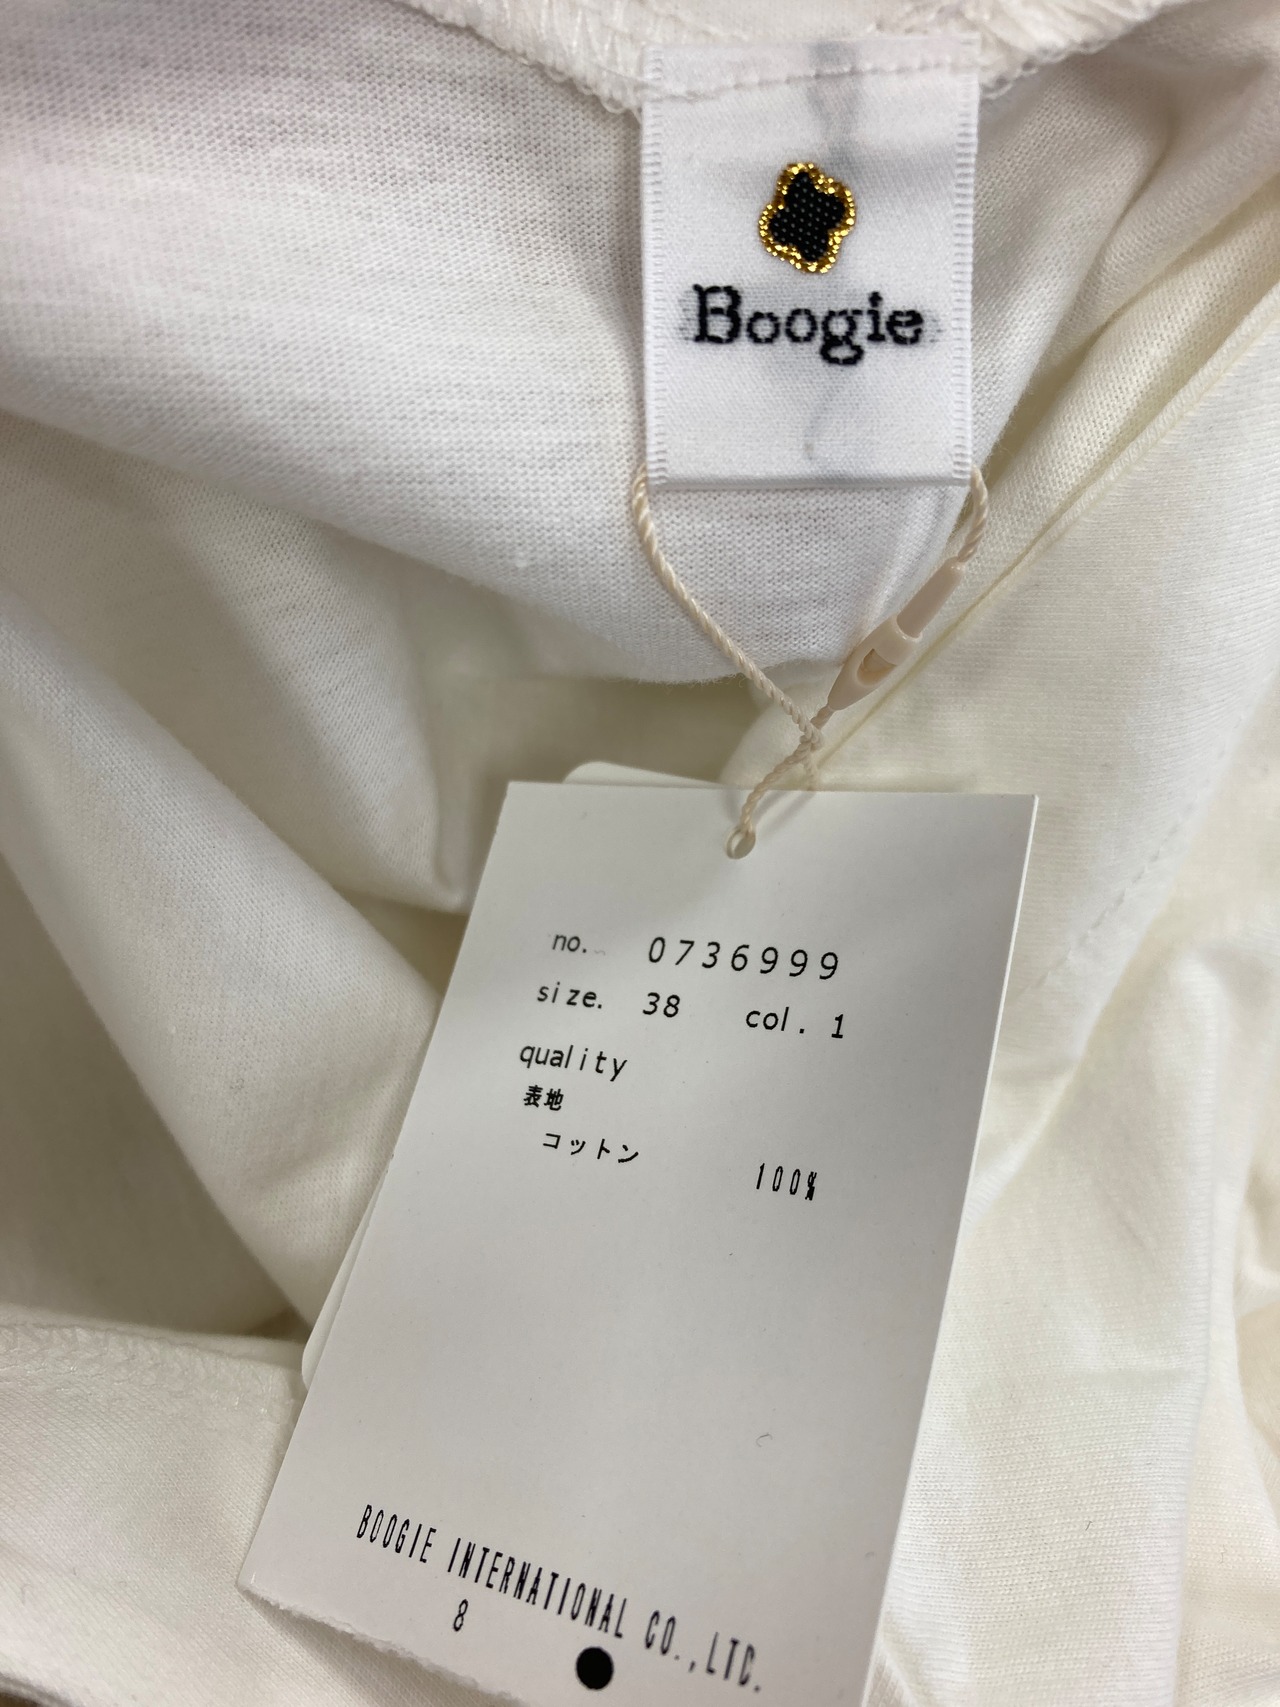 Boogie
no. 0736999
size. 38 col. 1
quality
表地
コットン 100%
BOOGIE INTERNATIONAL CO.,LTD.
8